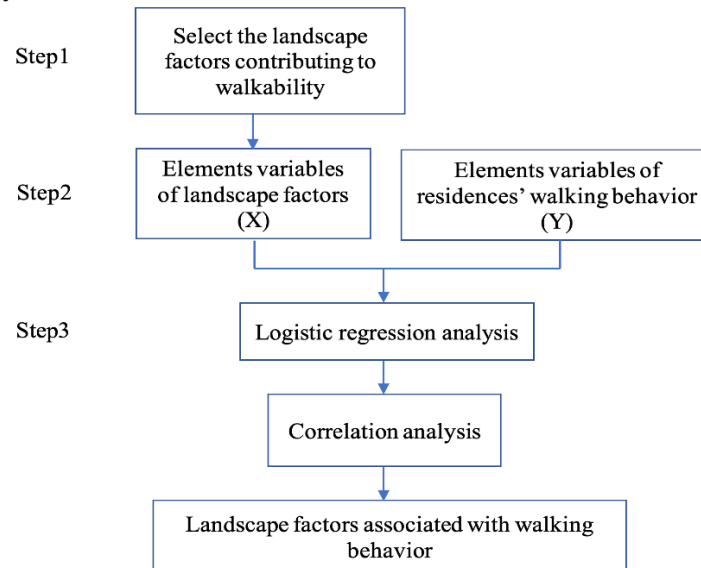 Step1
Select the landscape
factors contributing to
walkability
Step2
Elements variables
of landscape factors
(X)
Elements variables of
residences’ walking behavior
(Y)
Step3
Logistic regression analysis
Correlation analysis
Landscape factors associated with walking
behavior